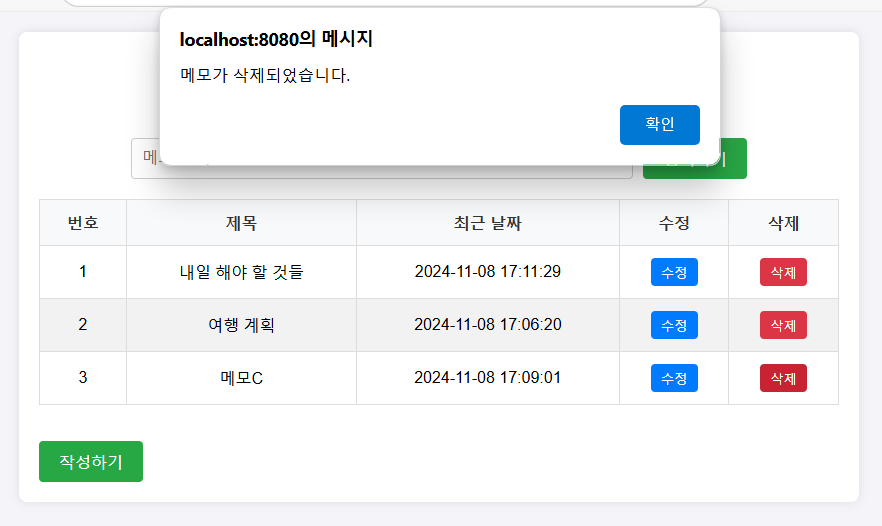 localhost:8080의 메시지
메모가 삭제되었습니다.
확인
번호 제목 최근 날짜 수정 삭제
1 내일 해야 할 것들 2024-11-08 17:11:29 수정 삭제
2 여행 계획 2024-11-08 17:06:20 수정 삭제
3 메모C 2024-11-08 17:09:01 수정 삭제
작성하기